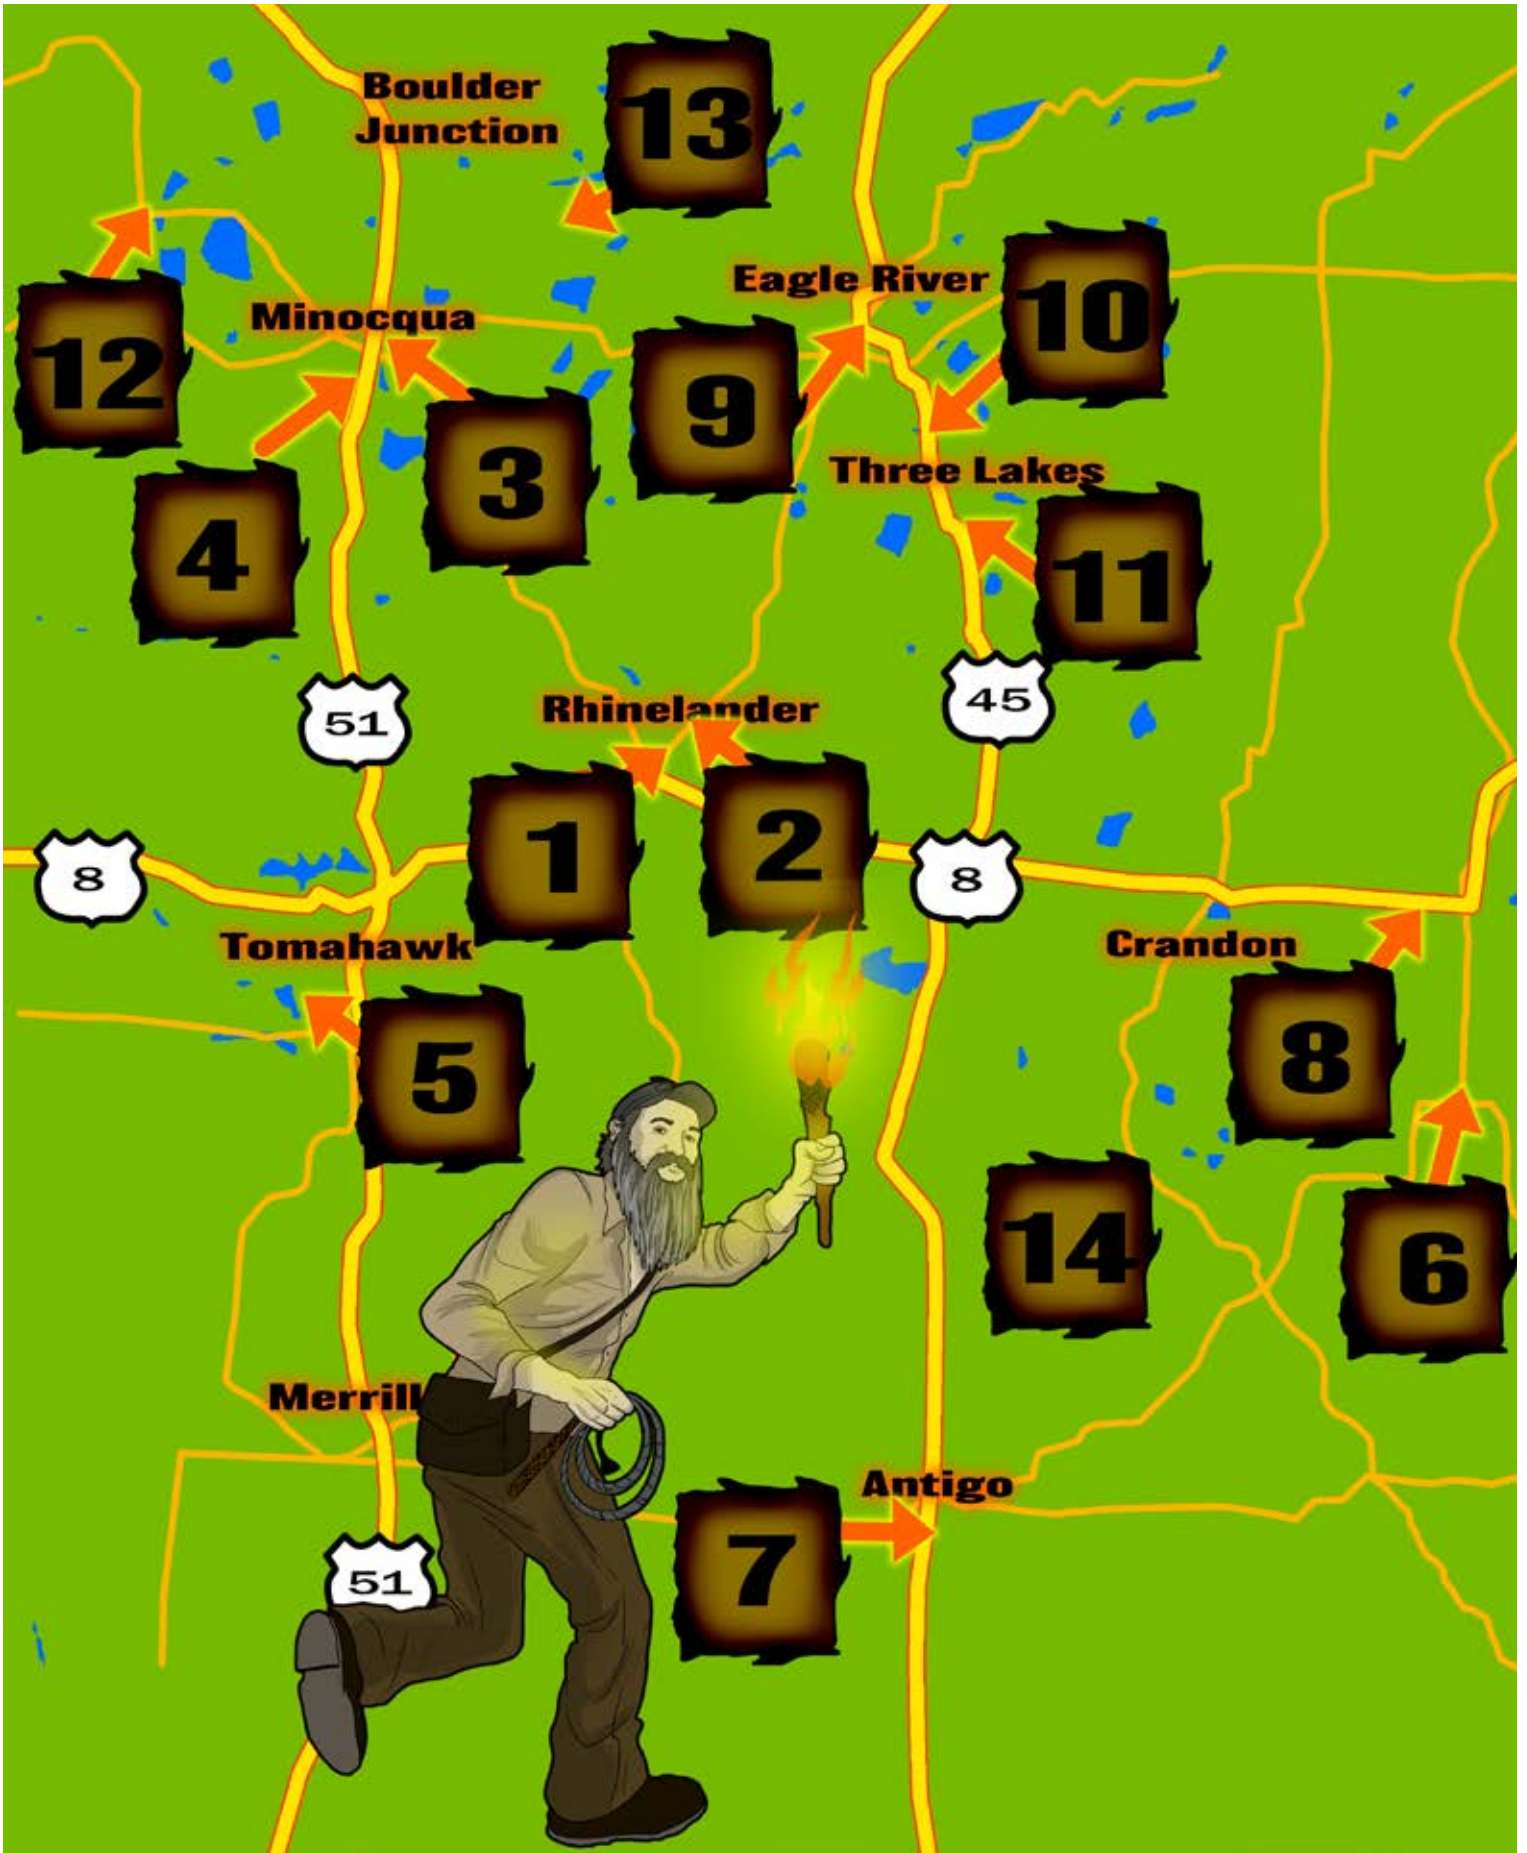 Boulder
Junction
13
Eagle River
10
Minocqua
12
9
3
4
Three Lakes
11
51
45
Rhinelander
1
2
8
8
Tomahawk
Crandon
5
8
14
6
Merrill
Antigo
7
51